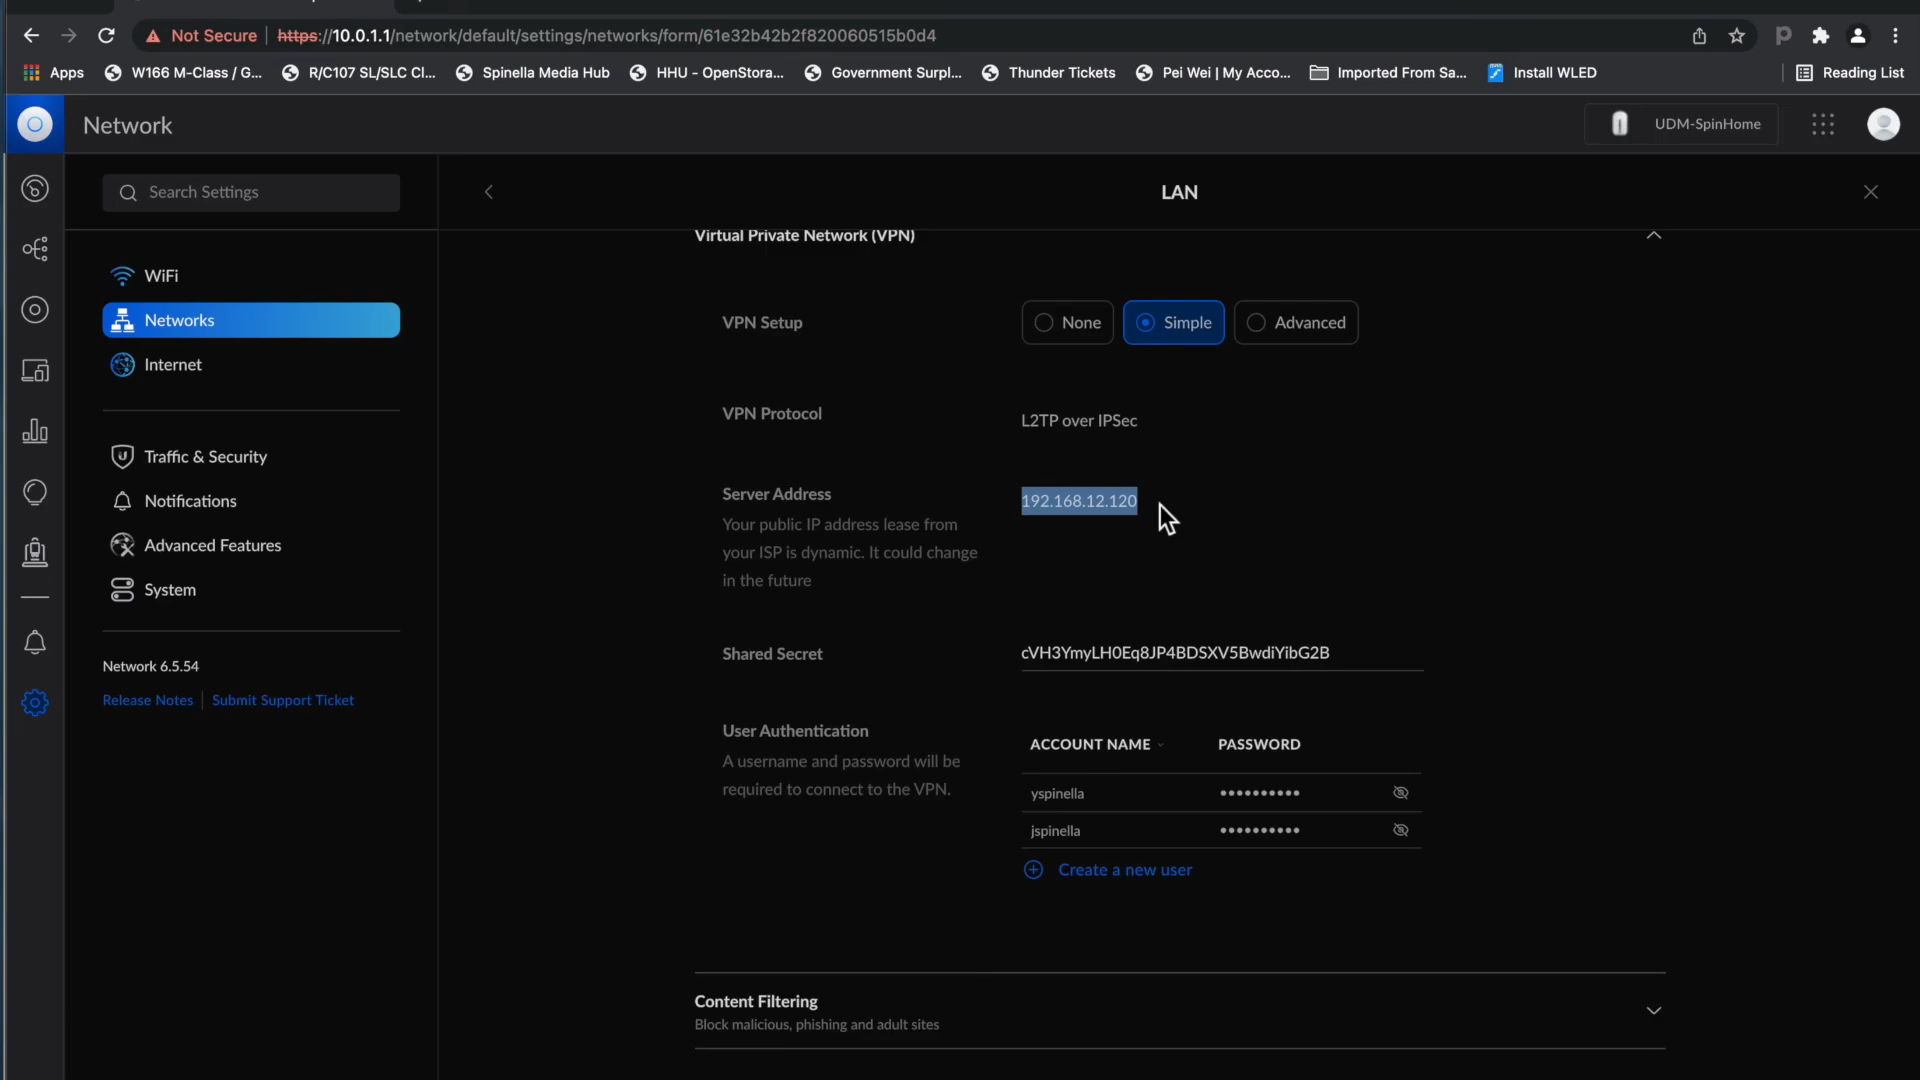 Not Secure
https://10.0.1.1/network/default/settings/networks/form/61e32b42b2f820060515b0d4
Apps
W166 M-Class / G...
R/C107 SL/SLC Cl...
Spinella Media Hub
HHU - OpenStora...
Government Surpl...
Thunder Tickets
Pei Wei | My Acco...
Imported From Sa...
Install WLED
Reading List
Network
UDM-SpinHome
Search Settings
LAN
WiFi
Networks
Internet
Traffic & Security
Notifications
Advanced Features
System
Network 6.5.54
Release Notes
Submit Support Ticket
Virtual Private Network (VPN)
VPN Setup
None
Simple
Advanced
VPN Protocol
L2TP over IPSec
Server Address
192.168.12.120
Your public IP address lease from
your ISP is dynamic. It could change
in the future
Shared Secret
cVH3YmyLH0Eq8JP4BDSXV5BwdiYibG2B
User Authentication
A username and password will be
required to connect to the VPN.
ACCOUNT NAME
PASSWORD
yspinella
••••••••••
jspinella
••••••••••
Create a new user
Content Filtering
Block malicious, phishing and adult sites